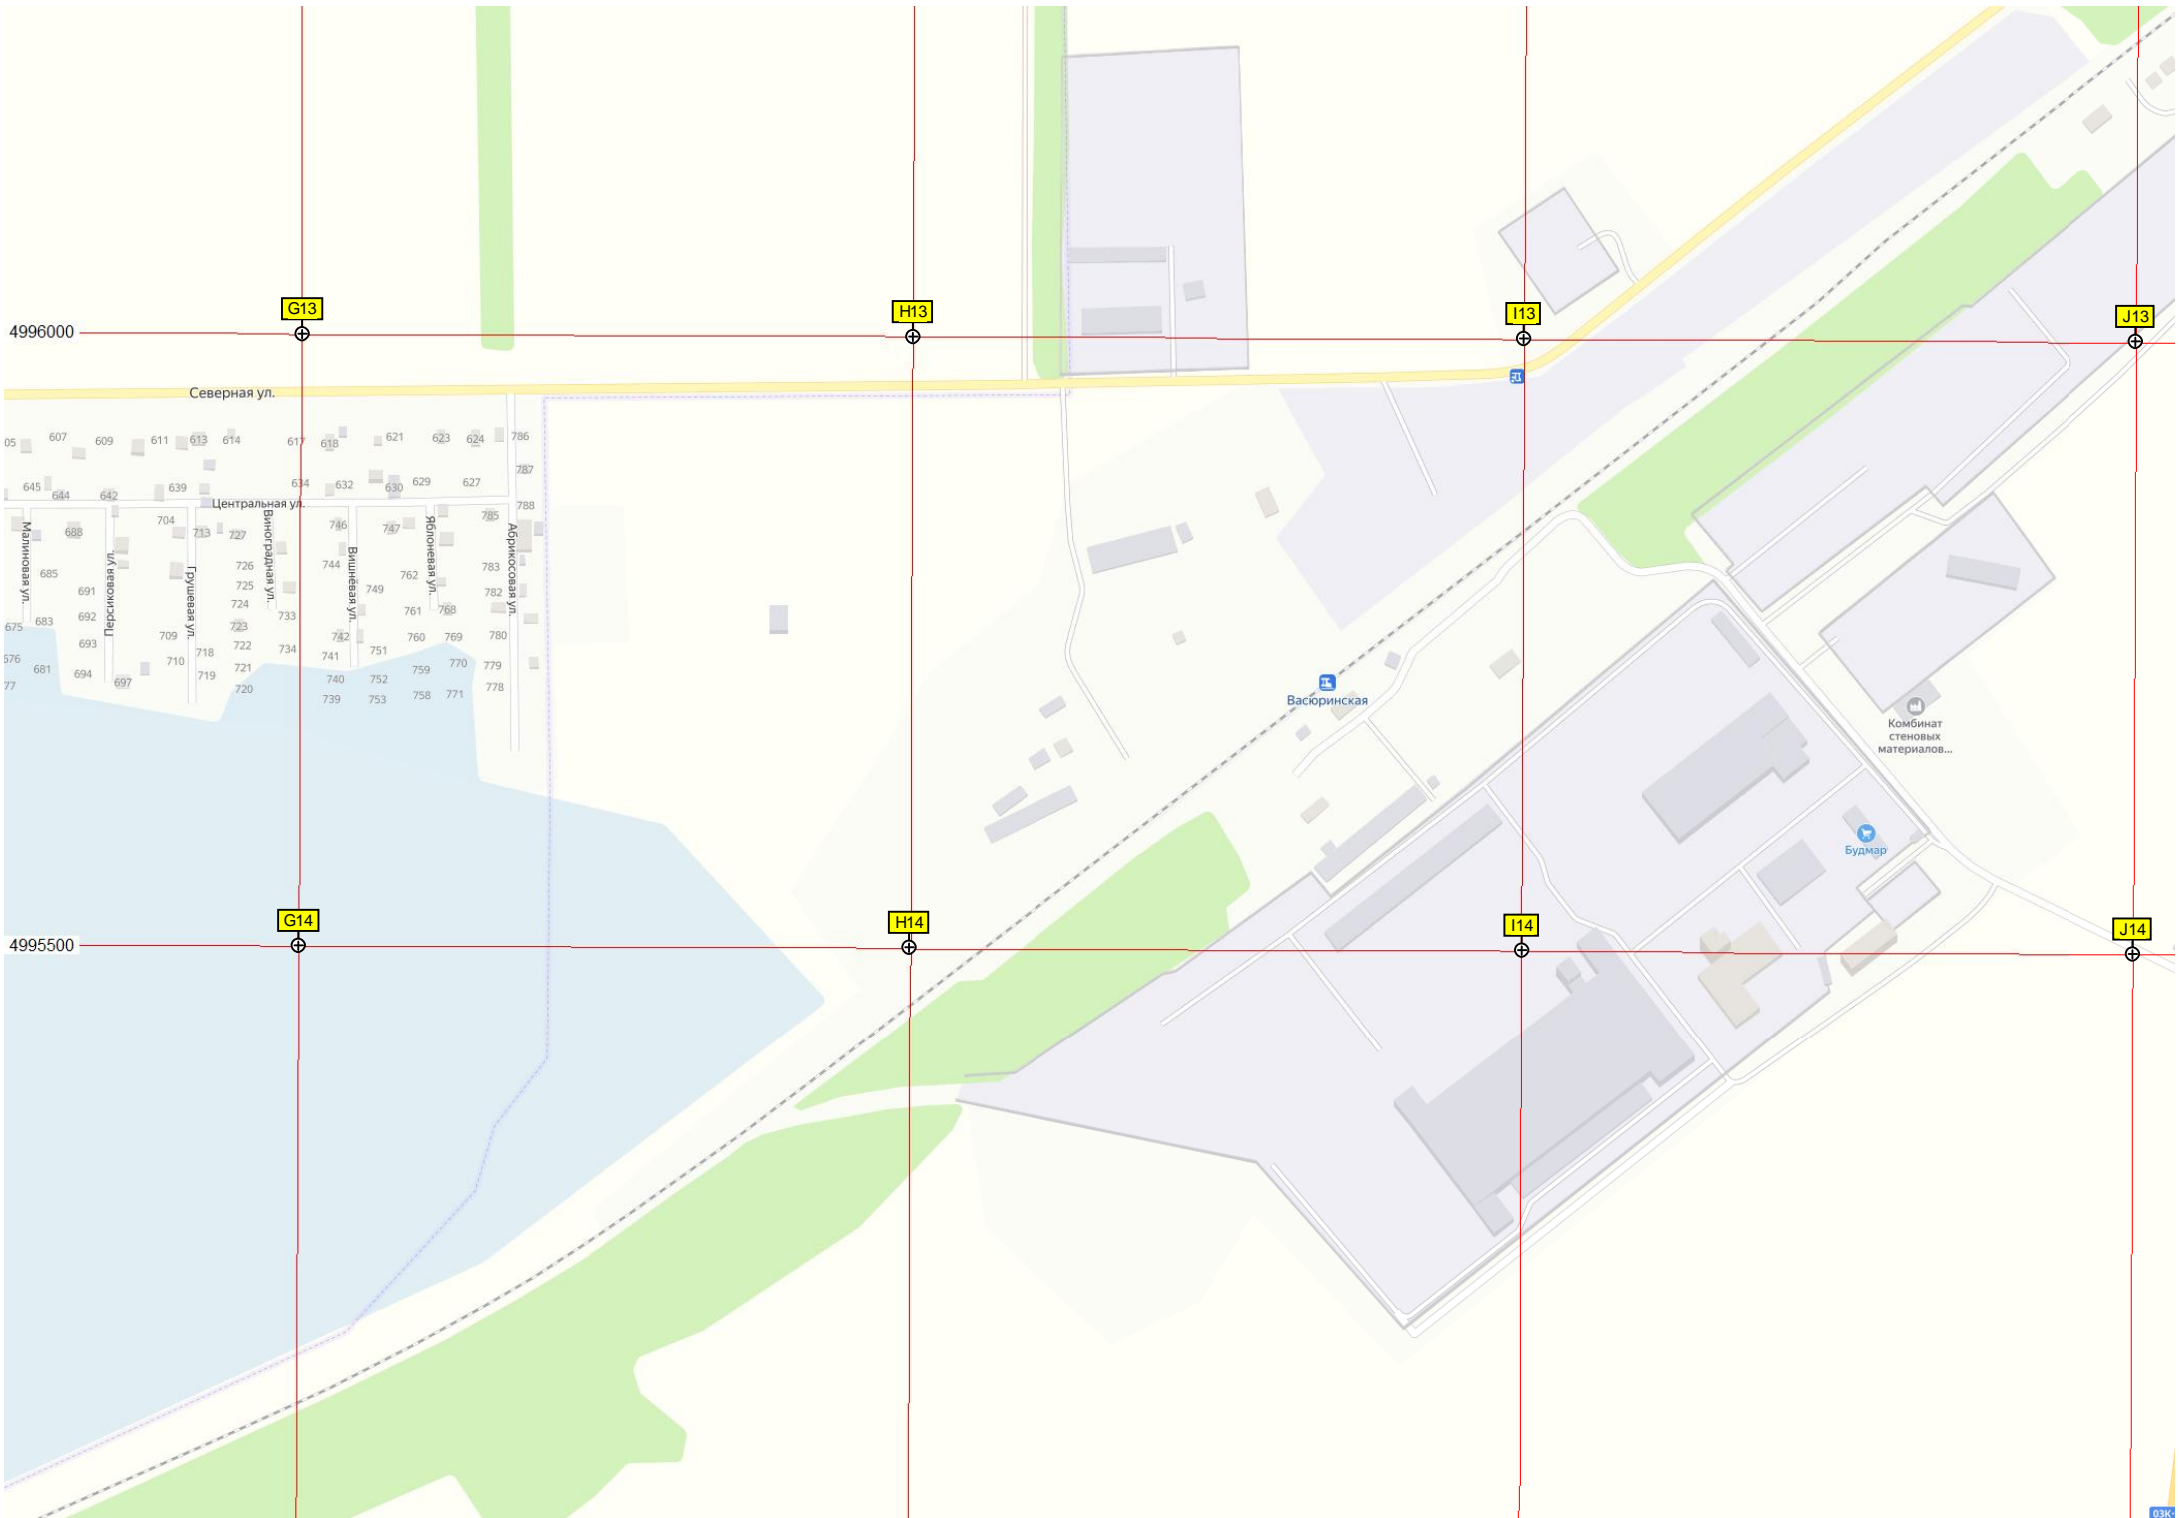 G13
H13
I13
J13
4996000
Северная ул.
05 607 609 611 613 614 617 618 621 623 624 786
787
645 644 642 639 634 632 630 629 627
Центральная ул.
788
704 713 727 746 747 785
688
Малиновая ул.
Персиковая ул.
Грушевая ул.
Виноградная ул.
Вишнёвая ул.
Яблоневая ул.
Абрикосовая ул.
685 726 744 762 783
691 725 749 782
692 724 733 761 768
675 683 723
693 709 722 742 760 769 780
676 681 710 718 734 741 751
694 719 721 759 770 779
77 697 720 740 752
739 753 758 771 778
Васюринская
Комбинат
стеновых
материалов...
Будмар
G14
H14
I14
J14
4995500
03К-